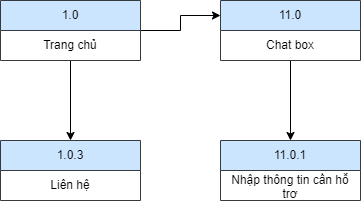 1.0
Trang chủ
11.0
Chat box
1.0.3
Liên hệ
11.0.1
Nhập thông tin cần hỗ
trợ